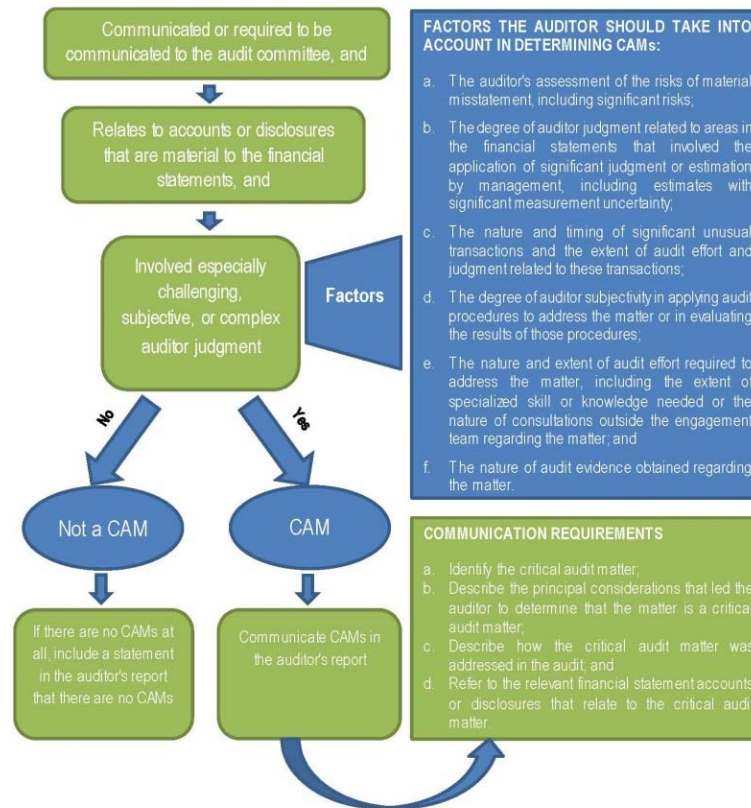 Communicated or required to be
communicated to the audit committee, and
Relates to accounts or disclosures
that are material to the financial
statements, and
Involved especially
challenging,
subjective, or complex
auditor judgment
Factors
No
Yes
Not a CAM
CAM
If there are no CAMs at
all, include a statement
in the auditor's report
that there are no CAMs
Communicate CAMs in
the auditor's report
FACTORS THE AUDITOR SHOULD TAKE INTO
ACCOUNT IN DETERMINING CAMs:
a. The auditor's assessment of the risks of material
misstatement, including significant risks;
b. The degree of auditor judgment related to areas in
the financial statements that involved the
application of significant judgment or estimation
by management, including estimates with
significant measurement uncertainty;
c. The nature and timing of significant unusual
transactions and the extent of audit effort and
judgment related to these transactions;
d. The degree of auditor subjectivity in applying audit
procedures to address the matter or in evaluating
the results of those procedures;
e. The nature and extent of audit effort required to
address the matter, including the extent of
specialized skill or knowledge needed or the
nature of consultations outside the engagement
team regarding the matter; and
f. The nature of audit evidence obtained regarding
the matter.
COMMUNICATION REQUIREMENTS
a. Identify the critical audit matter;
b. Describe the principal considerations that led the
auditor to determine that the matter is a critical
audit matter;
c. Describe how the critical audit matter was
addressed in the audit; and
d. Refer to the relevant financial statement accounts
or disclosures that relate to the critical audit
matter.